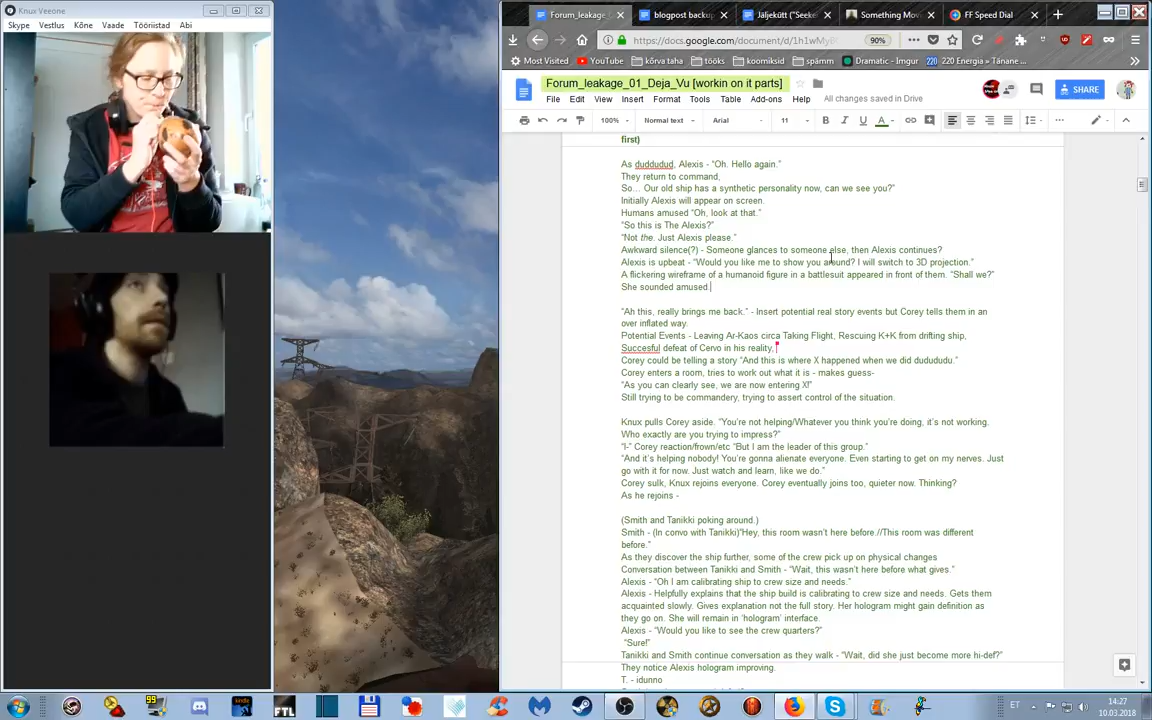 Knux Veeone
Skype Vestlus Kõne Vaade Tööriistad Abi
Forum_leakage
blogpost backup
Jäljekütt ("Seeke
Something Mov
FF Speed Dial
https://docs.google.com/document/d/1h1wMy
90%
Most Visited YouTube kõrva taha tööks koomiksid spämm Dramatic - Imgur 220 Energia » Tänane...
Forum_leakage_01_Deja_Vu [workin on it parts]
File Edit View Insert Format Tools Table Add-ons Help All changes saved in Drive
SHARE
100% Normal text Arial 11 B I U A
first)
As duddudud, Alexis - “Oh. Hello again.”
They return to command,
So… Our old ship has a synthetic personality now, can we see you?”
Initially Alexis will appear on screen.
Humans amused “Oh, look at that.”
“So this is The Alexis?”
“Not the. Just Alexis please.”
Awkward silence(?) - Someone glances to someone else, then Alexis continues?
Alexis is upbeat - “Would you like me to show you around? I will switch to 3D projection.”
A flickering wireframe of a humanoid figure in a battlesuit appeared in front of them. “Shall we?”
She sounded amused.
“Ah this, really brings me back.” - Insert potential real story events but Corey tells them in an
over inflated way.
Potential Events - Leaving Ar-Kaos circa Taking Flight, Rescuing K+K from drifting ship,
Succesful defeat of Cervo in his reality,
Corey could be telling a story “And this is where X happened when we did dudududu.”
Corey enters a room, tries to work out what it is - makes guess-
“As you can clearly see, we are now entering X!”
Still trying to be commandery, trying to assert control of the situation.
Knux pulls Corey aside. “You’re not helping/Whatever you think you’re doing, it’s not working.
Who exactly are you trying to impress?”
“I-” Corey reaction/frown/etc “But I am the leader of this group.”
“And it’s helping nobody! You’re gonna alienate everyone. Even starting to get on my nerves. Just
go with it for now. Just watch and learn, like we do.”
Corey sulk, Knux rejoins everyone. Corey eventually joins too, quieter now. Thinking?
As he rejoins -
(Smith and Tanikki poking around.)
Smith - (In convo with Tanikki)“Hey, this room wasn’t here before.//This room was different
before.”
As they discover the ship further, some of the crew pick up on physical changes
Conversation between Tanikki and Smith - “Wait, this wasn’t here before what gives.”
Alexis - “Oh I am calibrating ship to crew size and needs.”
Alexis - Helpfully explains that the ship build is calibrating to crew size and needs. Gets them
acquainted slowly. Gives explanation not the full story. Her hologram might gain definition as
they go on. She will remain in ‘hologram’ interface.
Alexis - “Would you like to see the crew quarters?”
“Sure!”
Tanikki and Smith continue conversation as they walk - “Wait, did she just become more hi-def?”
They notice Alexis hologram improving.
T. - idunno
99
kindle
FTL
ET
14:27
10.03.2018